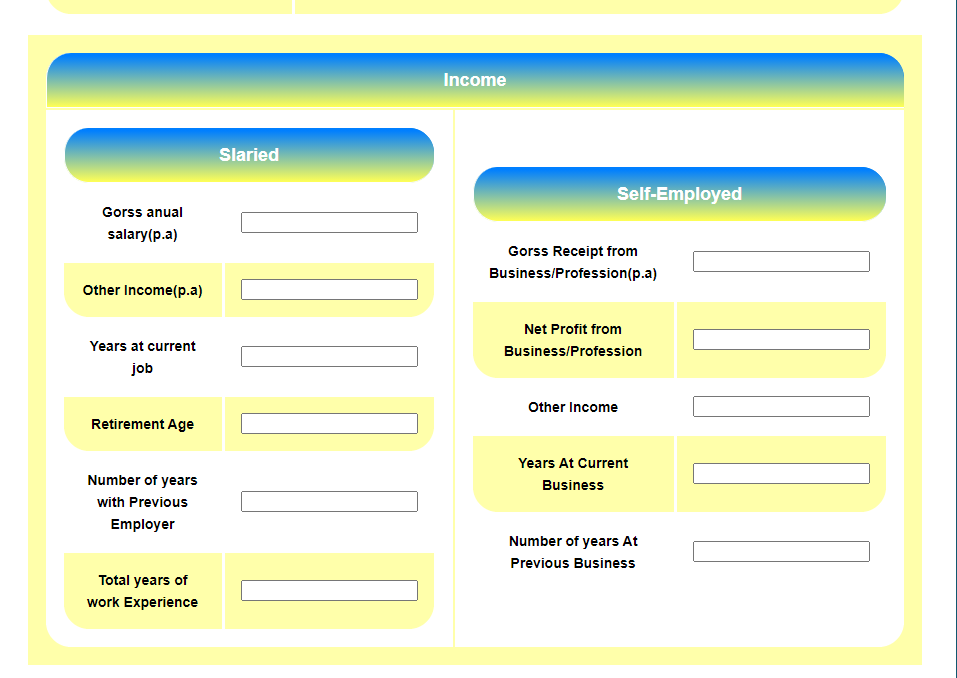 Income
Slaried
Gorss anual
salary(p.a)
Other Income(p.a)
Years at current
job
Retirement Age
Number of years
with Previous
Employer
Total years of
work Experience
Self-Employed
Gorss Receipt from
Business/Profession(p.a)
Net Profit from
Business/Profession
Other Income
Years At Current
Business
Number of years At
Previous Business